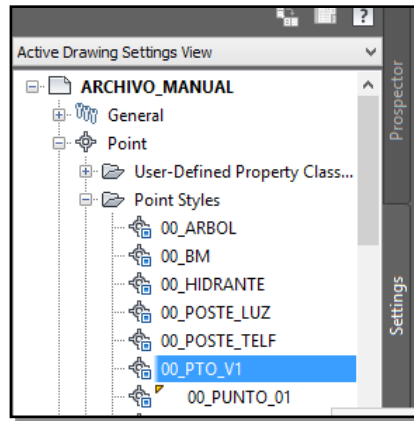 ?
Active Drawing Settings View
ARCHIVO_MANUAL
General
Point
User-Defined Property Class...
Point Styles
00_ARBOL
00_BM
00_HIDRANTE
00_POSTE_LUZ
00_POSTE_TELF
00_PTO_V1
00_PUNTO_01
Prospector
Settings